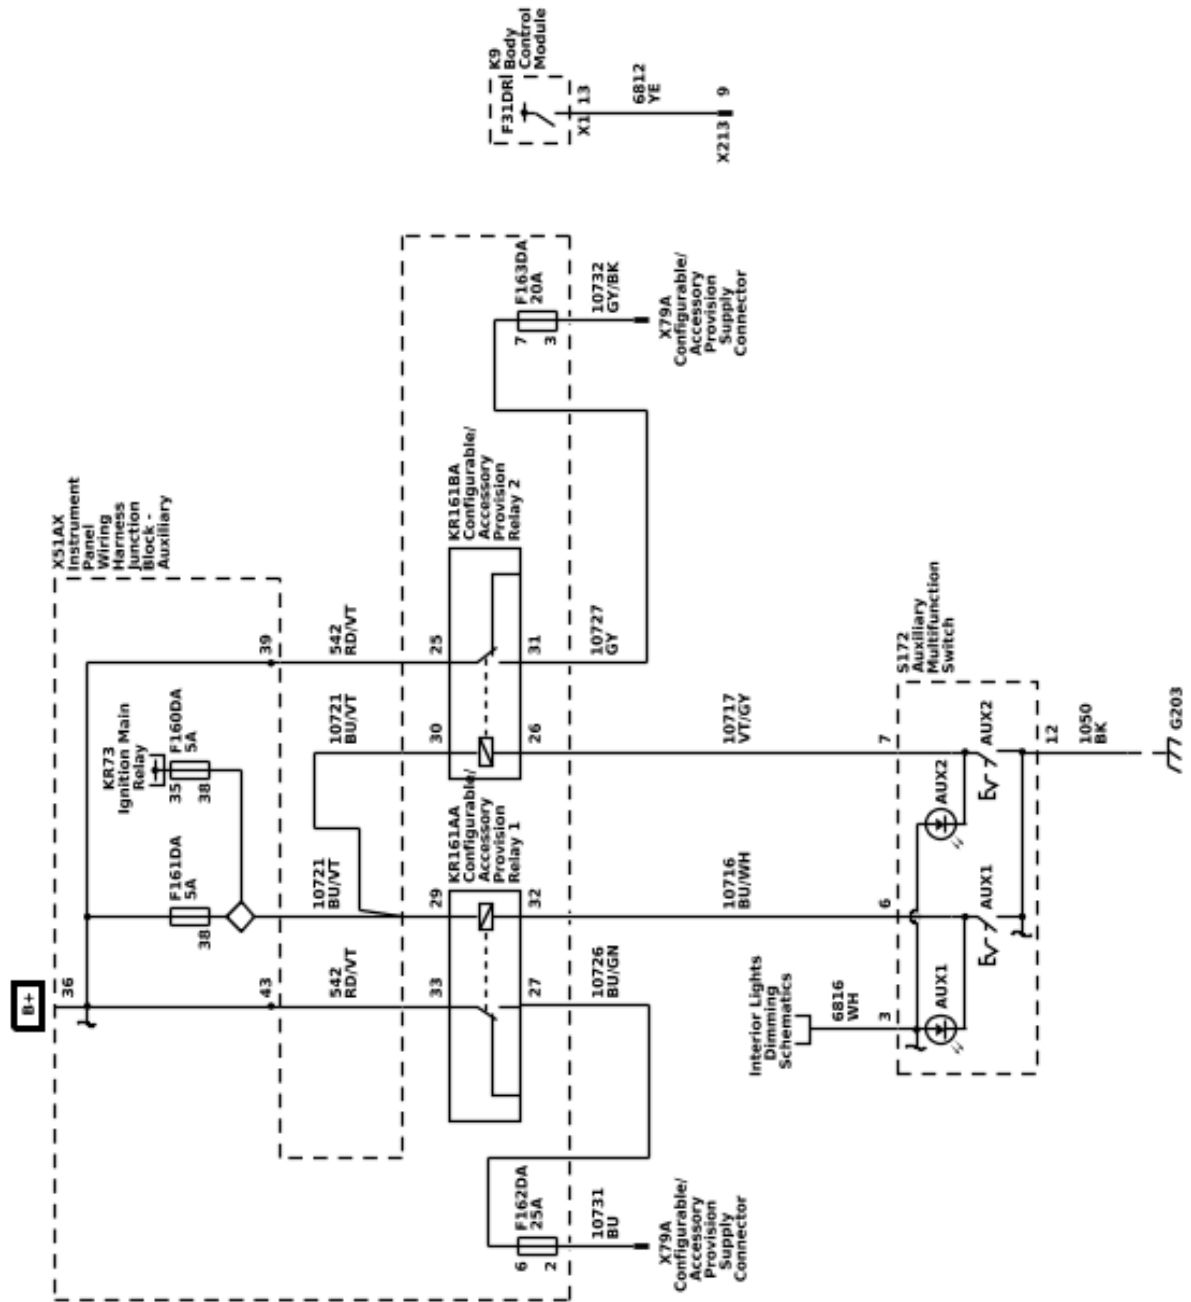 K9
Body
Control
Module
F31DR
X1
13
6812
YE
X213
9
B+
36
X51AX
Instrument
Panel
Wiring
Harness
Junction
Block -
Auxiliary
KR73
Ignition Main
Relay
F160DA
5A
35
38
F161DA
5A
38
43
39
542
RD/VT
10721
BU/VT
10721
BU/VT
542
RD/VT
33
29
30
25
KR161AA
Configurable/
Accessory
Provision
Relay 1
KR161BA
Configurable/
Accessory
Provision
Relay 2
27
32
26
31
F162DA
25A
6
2
F163DA
20A
7
3
10731
BU
10726
BU/GN
10727
GY
10732
GY/BK
X79A
Configurable/
Accessory
Provision
Supply
Connector
X79A
Configurable/
Accessory
Provision
Supply
Connector
10716
BU/WH
10717
VT/GY
Interior Lights
Dimming
Schematics
6816
WH
3
6
7
S172
Auxiliary
Multifunction
Switch
AUX1
AUX2
AUX1
AUX2
12
1050
BK
G203